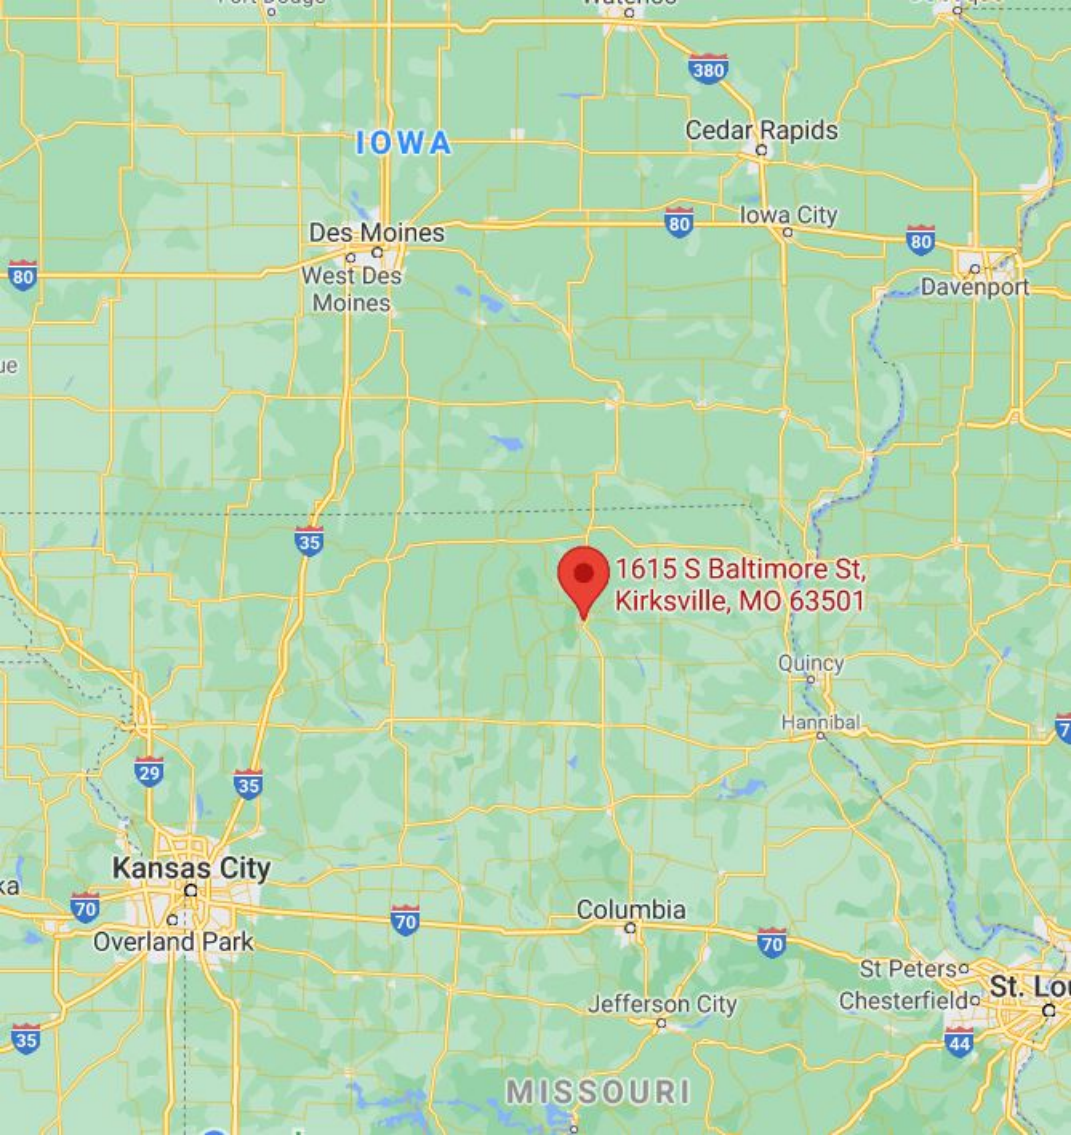 380
Cedar Rapids
IOWA
80
Iowa City
80
Des Moines
80
West Des
Moines
Davenport
35
1615 S Baltimore St,
Kirksville, MO 63501
Quincy
Hannibal
29
35
Kansas City
70
70
Columbia
70
Overland Park
St Peters
St. Lou
Chesterfield
Jefferson City
35
44
MISSOURI